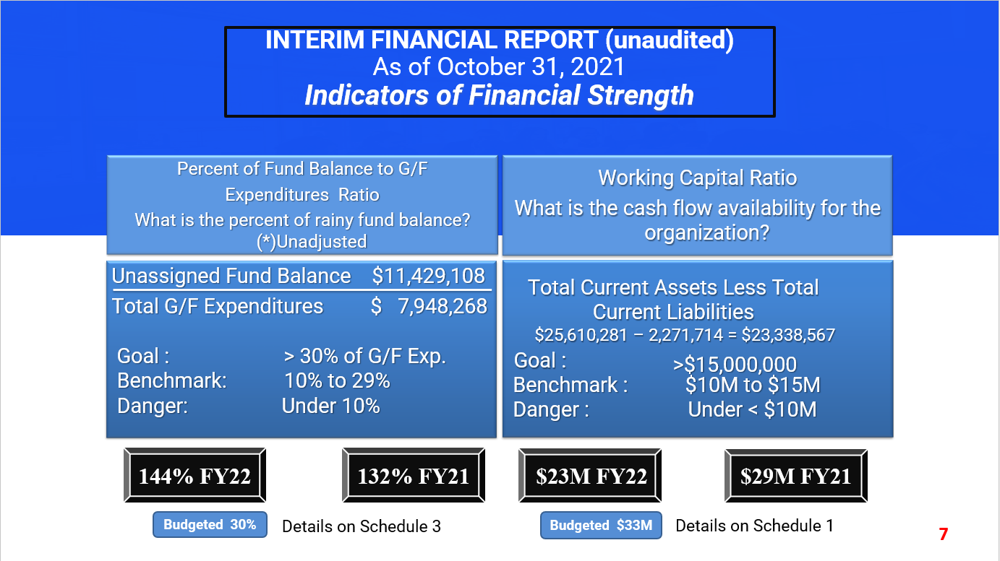 INTERIM FINANCIAL REPORT (unaudited)
As of October 31, 2021
Indicators of Financial Strength
Percent of Fund Balance to G/F
Expenditures Ratio
What is the percent of rainy fund balance?
(*)Unadjusted
Unassigned Fund Balance $11,429,108
Total G/F Expenditures $ 7,948,268
Goal : > 30% of G/F Exp.
Benchmark: 10% to 29%
Danger: Under 10%
Working Capital Ratio
What is the cash flow availability for the
organization?
Total Current Assets Less Total
Current Liabilities
$25,610,281 – 2,271,714 = $23,338,567
Goal : >$15,000,000
Benchmark : $10M to $15M
Danger : Under < $10M
144% FY22
132% FY21
$23M FY22
$29M FY21
Budgeted 30%
Details on Schedule 3
Budgeted $33M
Details on Schedule 1
7